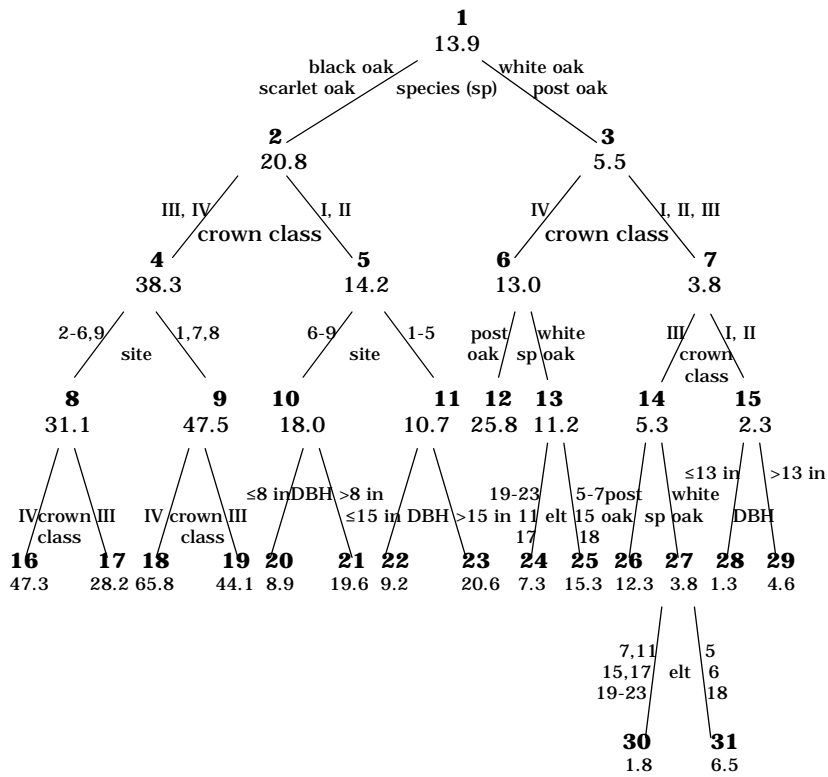 1
13.9
black oak white oak
scarlet oak species (sp) post oak
2 3
20.8 5.5
III, IV I, II IV I, II, III
crown class crown class
4 5 6 7
38.3 14.2 13.0 3.8
2-6,9 1,7,8 6-9 1-5 post white III I, II
site site oak sp oak crown
class
8 9 10 11 12 13 14 15
31.1 47.5 18.0 10.7 25.8 11.2 5.3 2.3
≤8 in DBH >8 in 19-23 5-7 post white ≤13 in >13 in
IV crown III IV crown III ≤15 in DBH >15 in 11 elt 15 oak sp oak DBH
class class 17 18
16 17 18 19 20 21 22 23 24 25 26 27 28 29
47.3 28.2 65.8 44.1 8.9 19.6 9.2 20.6 7.3 15.3 12.3 3.8 1.3 4.6
7,11 5
15,17 elt 6
19-23 18
30 31
1.8 6.5